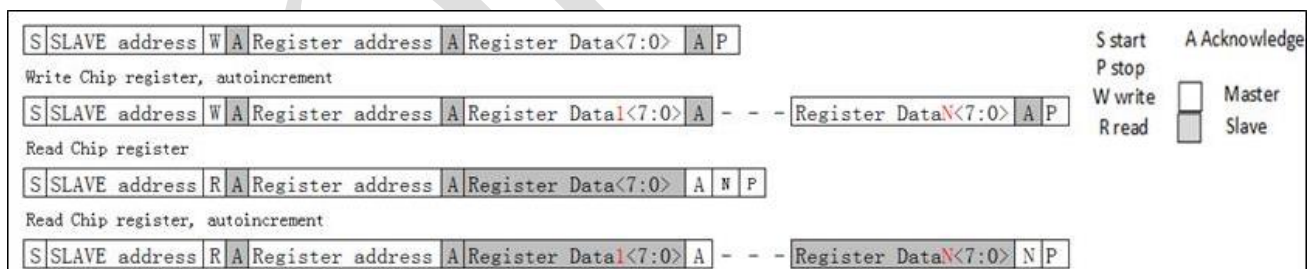 S SLAVE address W A Register address A Register Data<7:0> A P
Write Chip register, autoincrement
S SLAVE address W A Register address A Register Data1<7:0> A - - - Register DataN<7:0> A P
Read Chip register
S SLAVE address R A Register address A Register Data<7:0> A N P
Read Chip register, autoincrement
S SLAVE address R A Register address A Register Data1<7:0> A - - - Register DataN<7:0> N P
S start A Acknowledge
P stop
W write Master
R read Slave